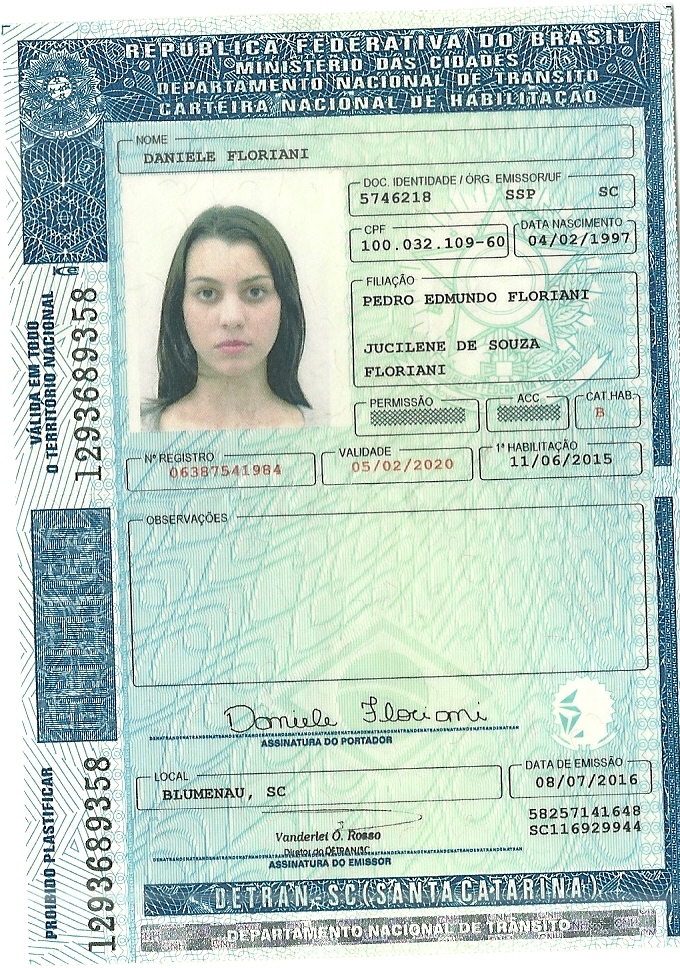 REPÚBLICA FEDERATIVA DO BRASIL
MINISTÉRIO DAS CIDADES
DEPARTAMENTO NACIONAL DE TRÂNSITO
CARTEIRA NACIONAL DE HABILITAÇÃO
NOME
DANIELE FLORIANI
DOC. IDENTIDADE / ÓRG. EMISSOR/UF
5746218 SSP SC
CPF
100.032.109-60
DATA NASCIMENTO
04/02/1997
FILIAÇÃO
PEDRO EDMUNDO FLORIANI
JUCILENE DE SOUZA
FLORIANI
PERMISSÃO
ACC
CAT.HAB.
B
Nº REGISTRO
06387541984
VALIDADE
05/02/2020
1ª HABILITAÇÃO
11/06/2015
VÁLIDA EM TODO
O TERRITÓRIO NACIONAL
1293689358
OBSERVAÇÕES
Daniele Floriani
ASSINATURA DO PORTADOR
LOCAL
BLUMENAU, SC
DATA DE EMISSÃO
08/07/2016
58257141648
SC116929944
Vanderlei O. Rosso
Diretor do DETRAN/SC
ASSINATURA DO EMISSOR
PROIBIDO PLASTIFICAR
1293689358
DETRAN-SC(SANTA CATARINA)
DEPARTAMENTO NACIONAL DE TRÂNSITO